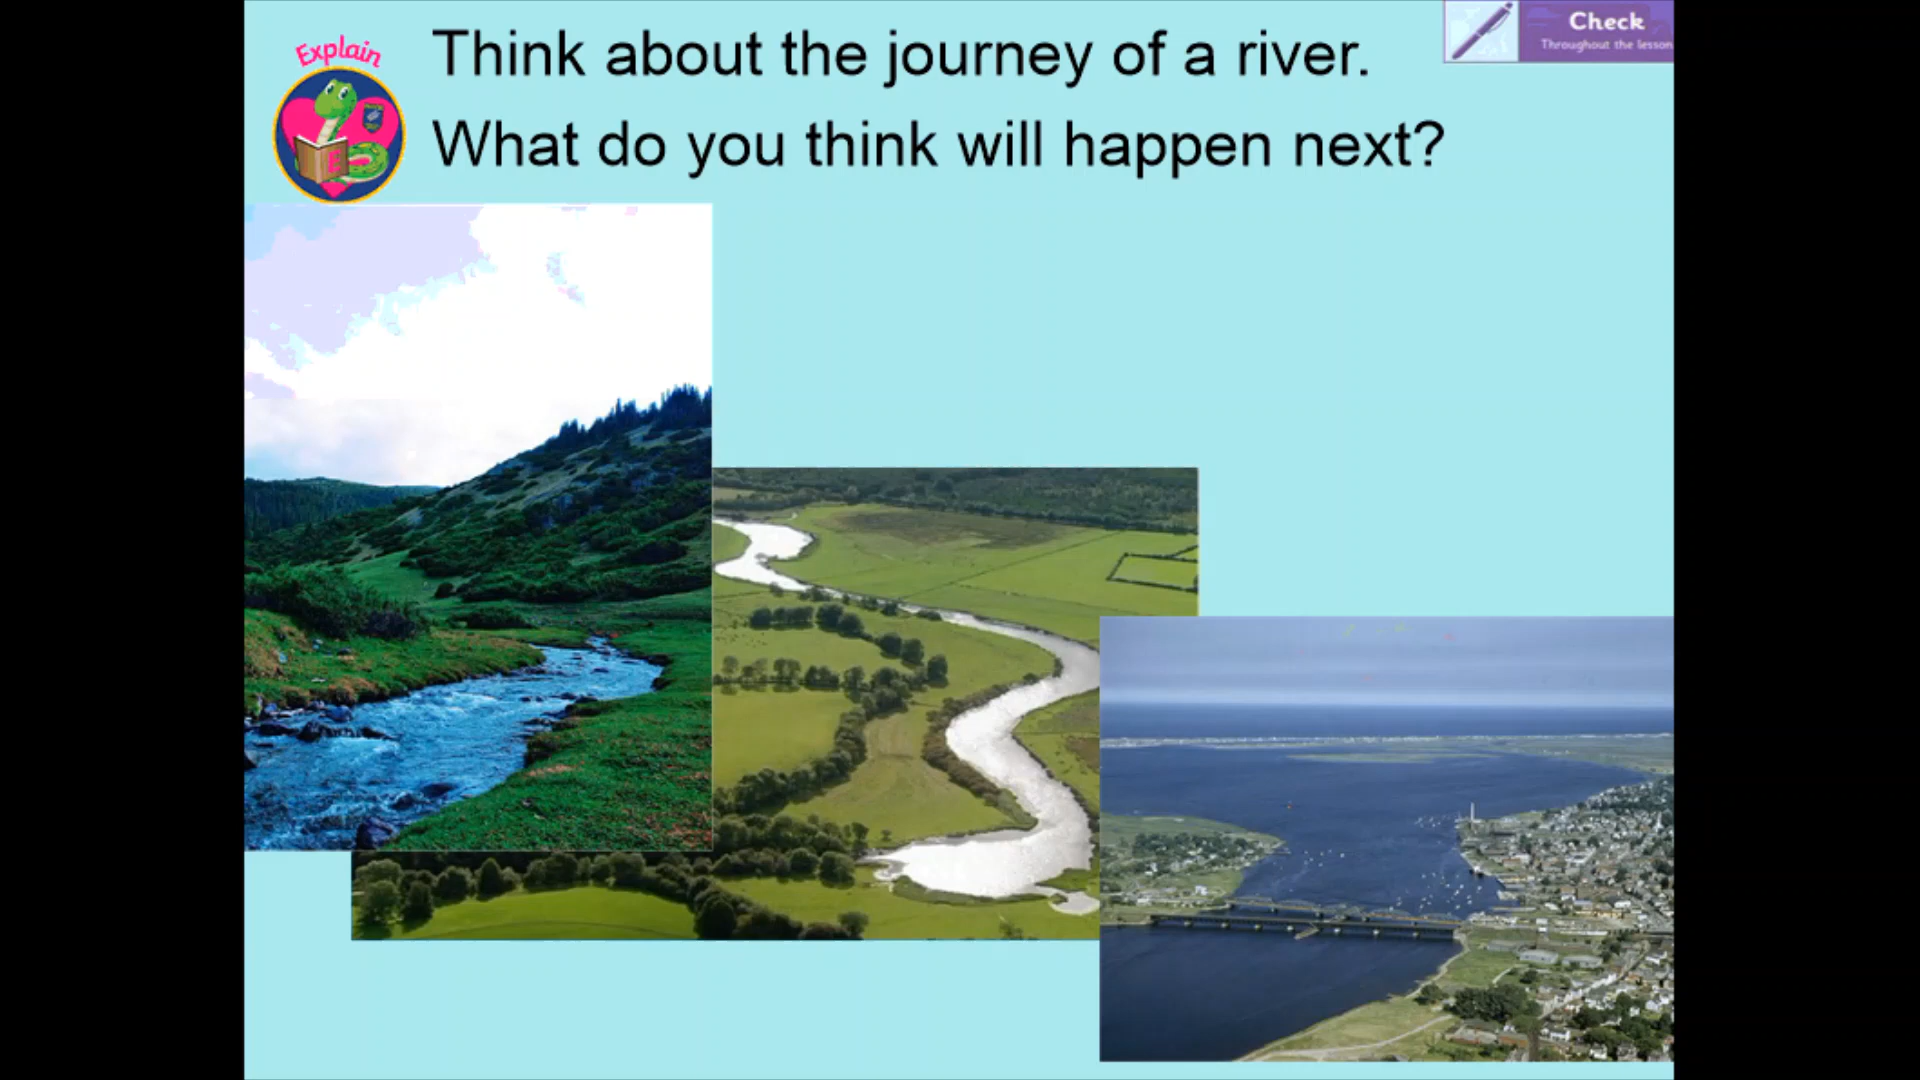 Explain
Think about the journey of a river.
What do you think will happen next?
Check
Throughout the lesson
E